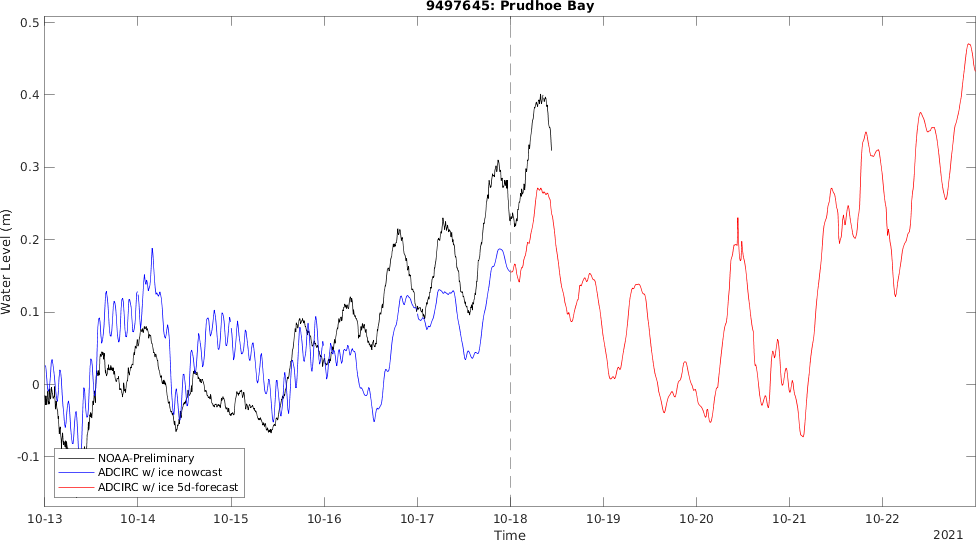 9497645: Prudhoe Bay
0.5
0.4
0.3
0.2
0.1
0
-0.1
Water Level (m)
NOAA-Preliminary
ADCIRC w/ ice nowcast
ADCIRC w/ ice 5d-forecast
10-13 10-14 10-15 10-16 10-17 10-18 10-19 10-20 10-21 10-22
Time
2021